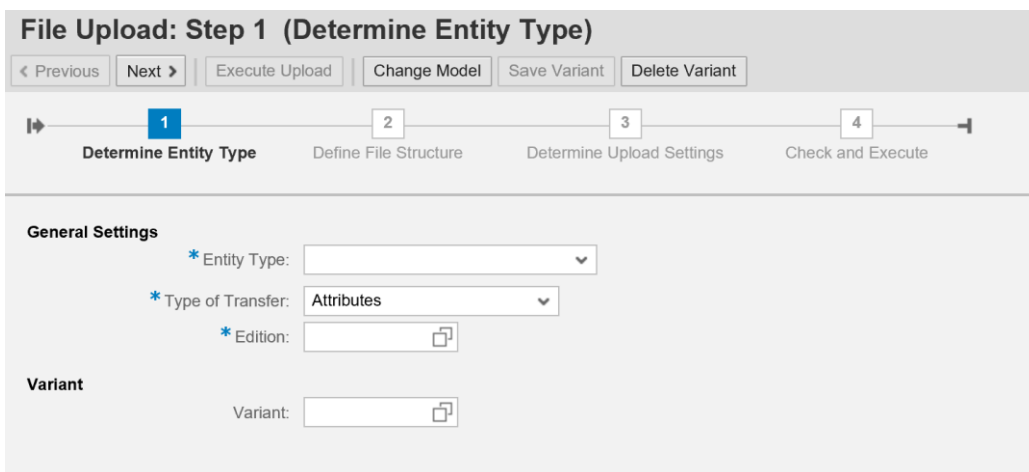 File Upload: Step 1 (Determine Entity Type)
Previous Next Execute Upload Change Model Save Variant Delete Variant
1 2 3 4
Determine Entity Type Define File Structure Determine Upload Settings Check and Execute
General Settings
* Entity Type:
* Type of Transfer: Attributes
* Edition:
Variant
Variant: